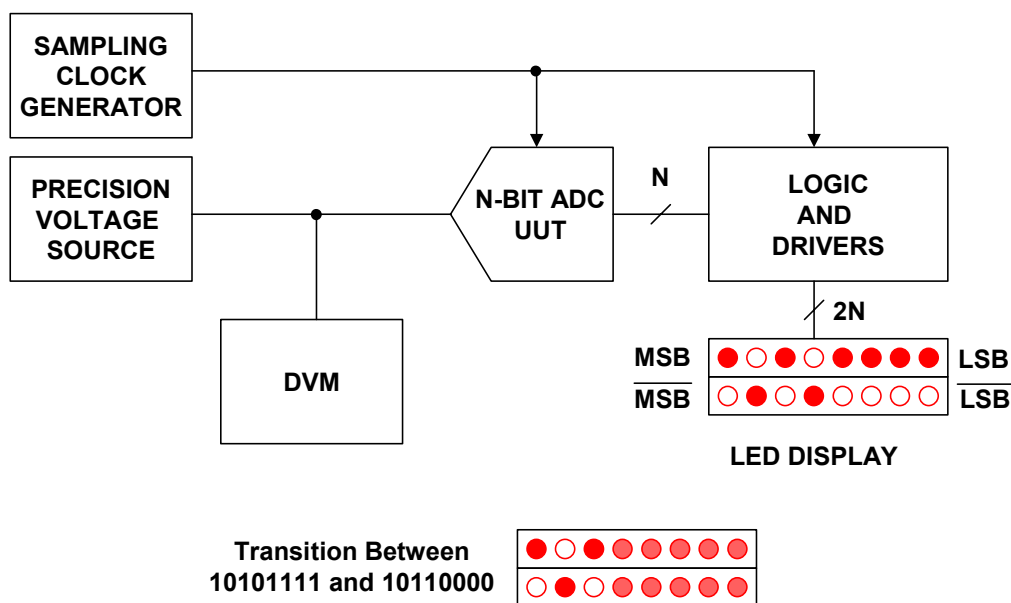 SAMPLING
CLOCK
GENERATOR
PRECISION
VOLTAGE
SOURCE
N-BIT ADC
UUT
N
LOGIC
AND
DRIVERS
2N
DVM
MSB
LSB
MSB
LSB
LED DISPLAY
Transition Between
10101111 and 10110000